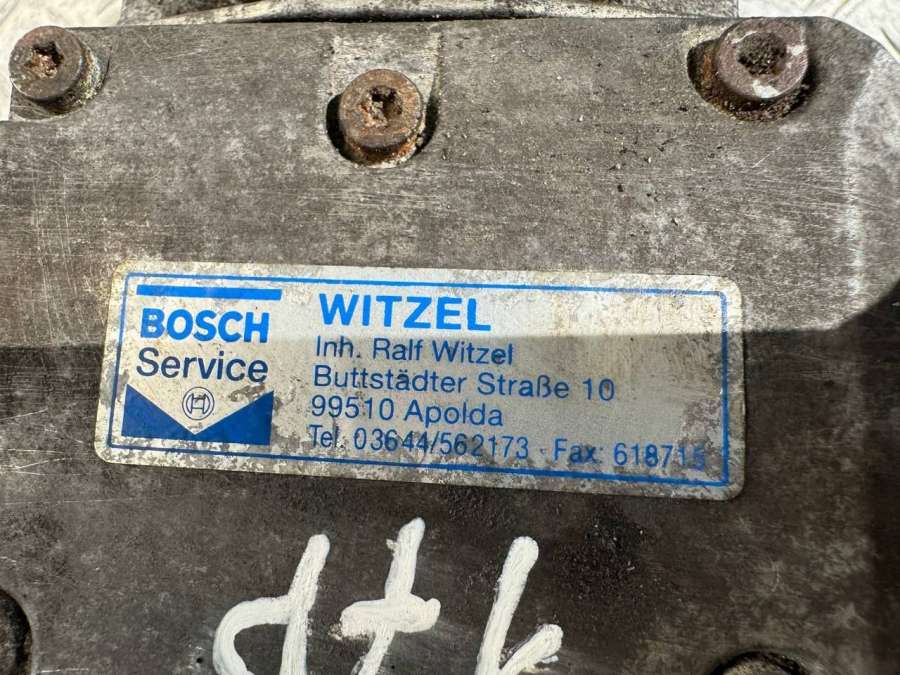 BOSCH
Service
WITZEL
Inh. Ralf Witzel
Buttstädter Straße 10
99510 Apolda
Tel. 03644/562173 · Fax: 618715